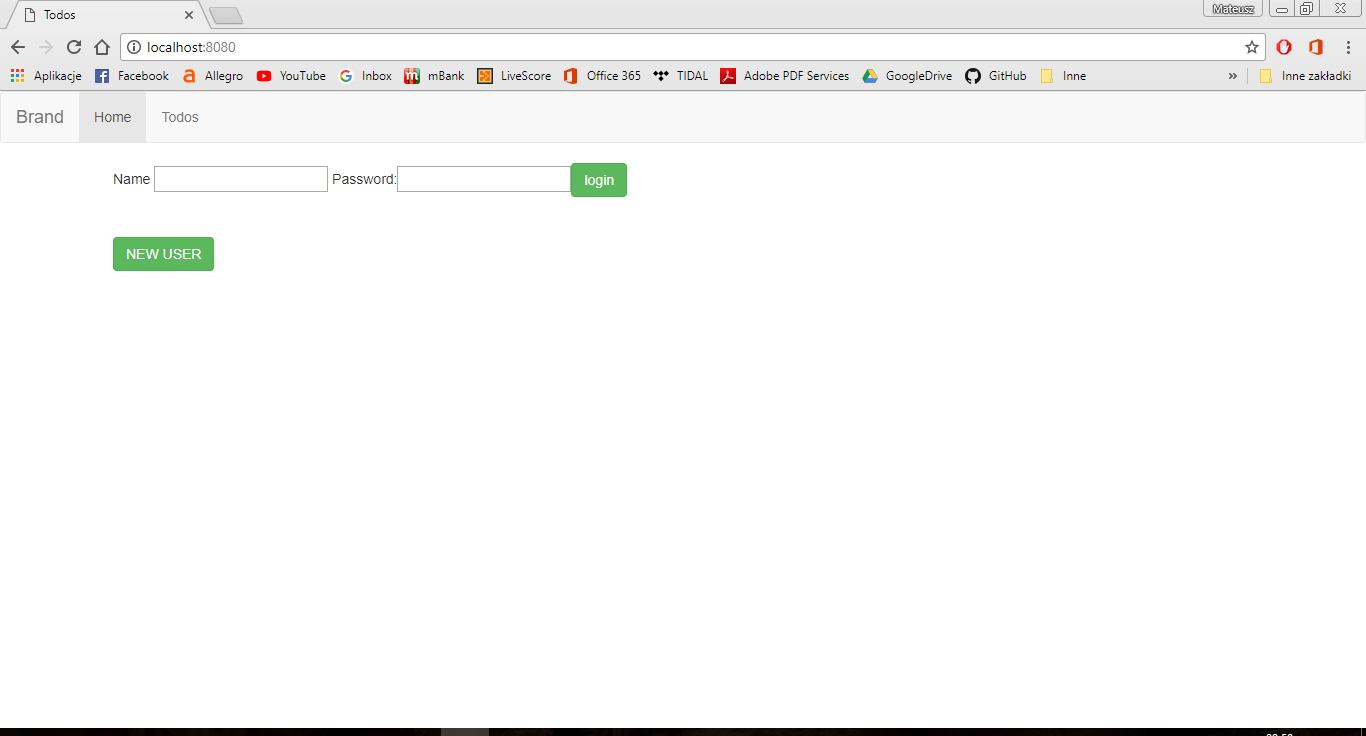 Todos
Mateusz
localhost:8080
Aplikacje Facebook Allegro YouTube Inbox mBank LiveScore Office 365 TIDAL Adobe PDF Services GoogleDrive GitHub Inne » Inne zakładki
Brand Home Todos
Name Password: login
NEW USER